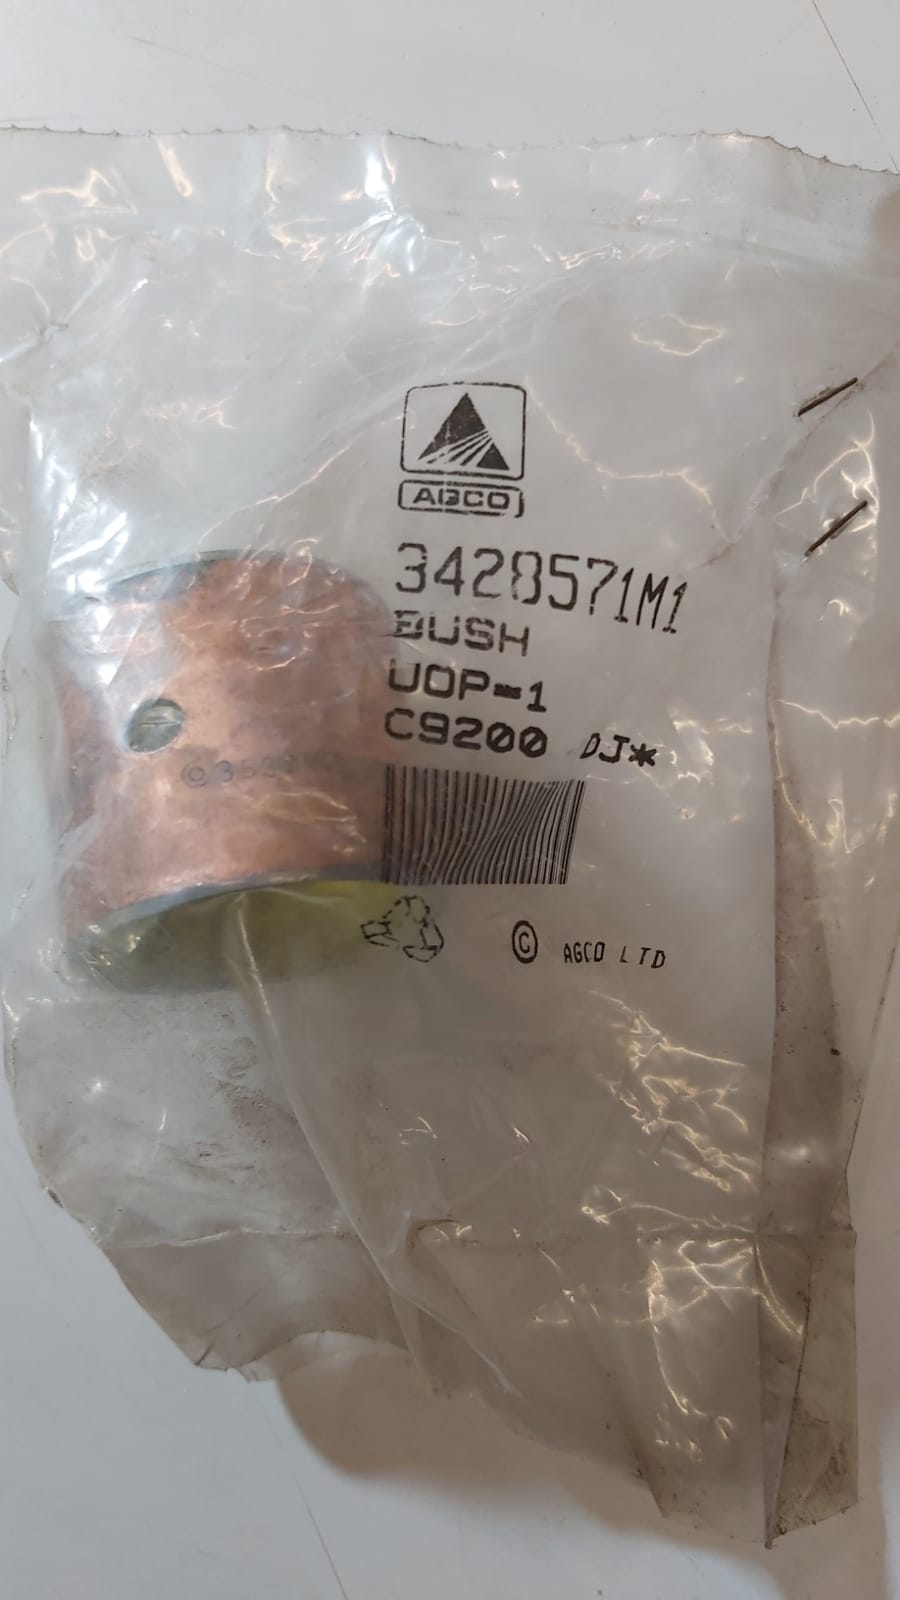 AGCO
3428571M1
BUSH
UOP-1
C9200 DJ*
© AGCO LTD